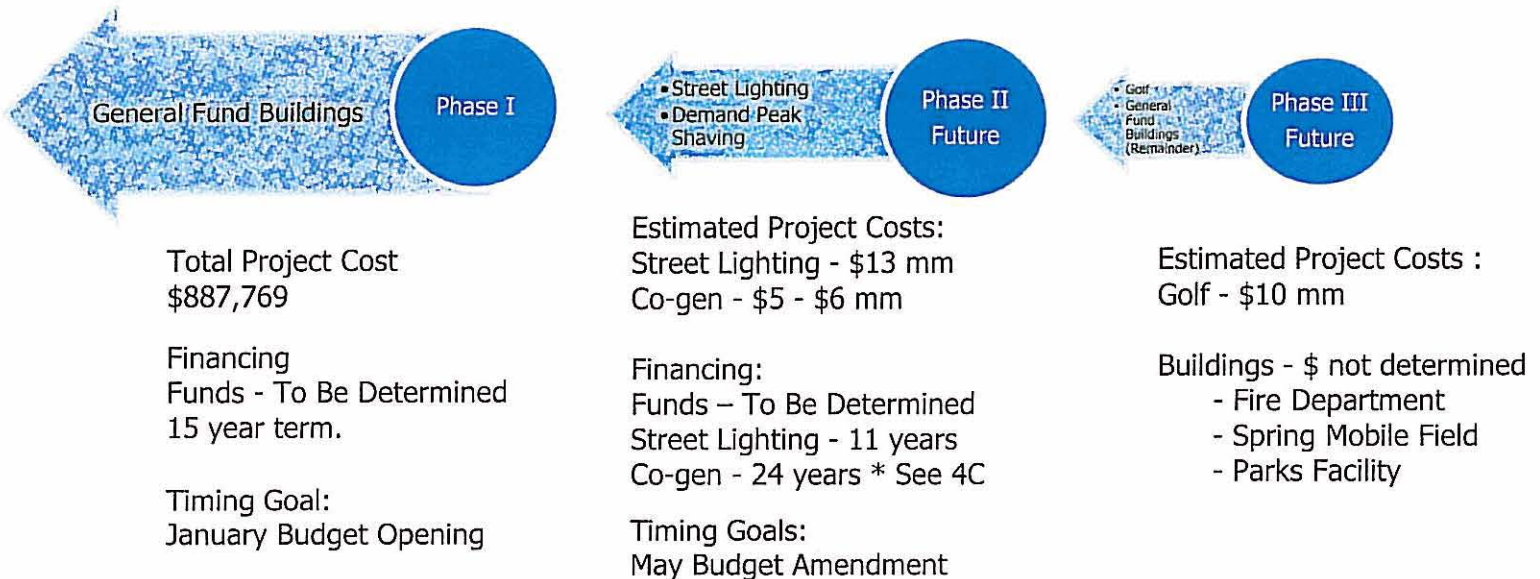 General Fund Buildings
Phase I
Total Project Cost
$887,769
Financing
Funds - To Be Determined
15 year term.
Timing Goal:
January Budget Opening
•Street Lighting
•Demand Peak
Shaving
Phase II
Future
Estimated Project Costs:
Street Lighting - $13 mm
Co-gen - $5 - $6 mm
Financing:
Funds – To Be Determined
Street Lighting - 11 years
Co-gen - 24 years * See 4C
Timing Goals:
May Budget Amendment
• Golf
• General
Fund
Buildings
(Remainder)...
Phase III
Future
Estimated Project Costs :
Golf - $10 mm
Buildings - $ not determined
- Fire Department
- Spring Mobile Field
- Parks Facility